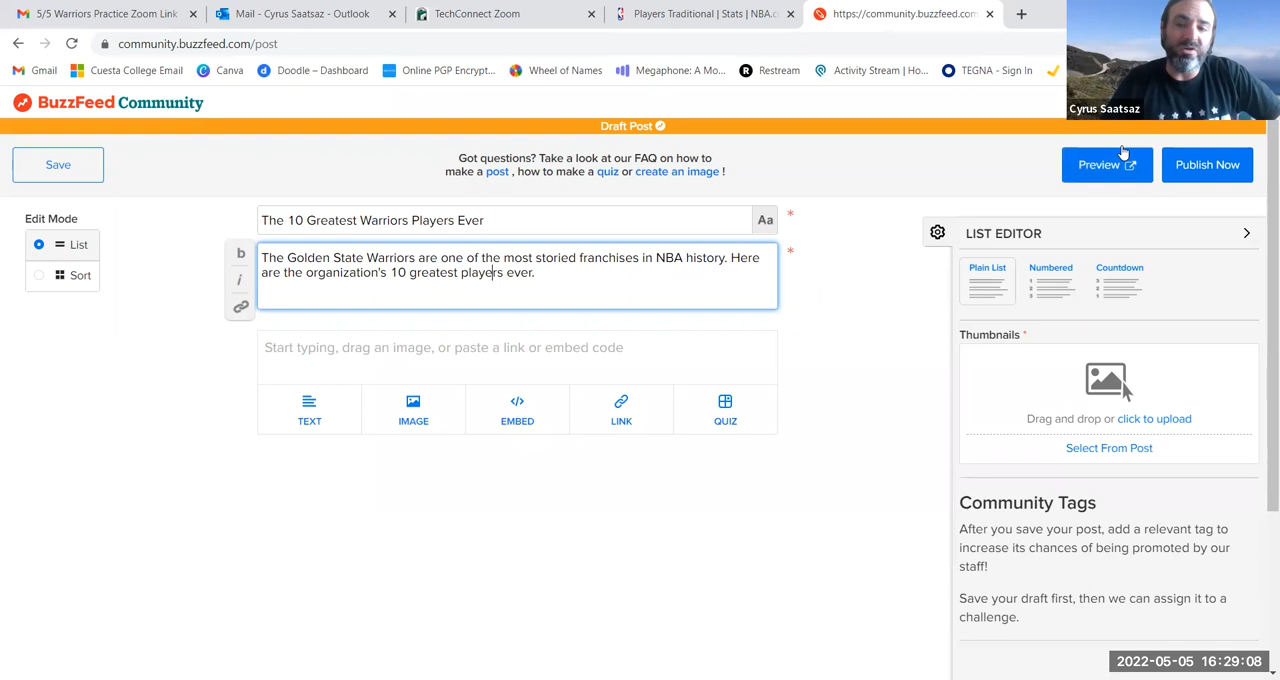 5/5 Warriors Practice Zoom Link
Mail - Cyrus Saatsaz - Outlook
TechConnect Zoom
Players Traditional | Stats | NBA.c
https://community.buzzfeed.com
community.buzzfeed.com/post
Gmail
Cuesta College Email
Canva
Doodle – Dashboard
Online PGP Encrypt...
Wheel of Names
Megaphone: A Mo...
Restream
Activity Stream | Ho...
TEGNA - Sign In
Cyrus Saatsaz
BuzzFeed Community
Draft Post
Save
Got questions? Take a look at our FAQ on how to
make a post , how to make a quiz or create an image !
Preview
Publish Now
Edit Mode
List
Sort
The 10 Greatest Warriors Players Ever
Aa
*
b
i
The Golden State Warriors are one of the most storied franchises in NBA history. Here
are the organization's 10 greatest players ever.
*
Start typing, drag an image, or paste a link or embed code
TEXT
IMAGE
EMBED
LINK
QUIZ
LIST EDITOR
Plain List
Numbered
Countdown
1
2
3
3
2
1
Thumbnails *
Drag and drop or click to upload
Select From Post
Community Tags
After you save your post, add a relevant tag to
increase its chances of being promoted by our
staff!
Save your draft first, then we can assign it to a
challenge.
2022-05-05 16:29:08